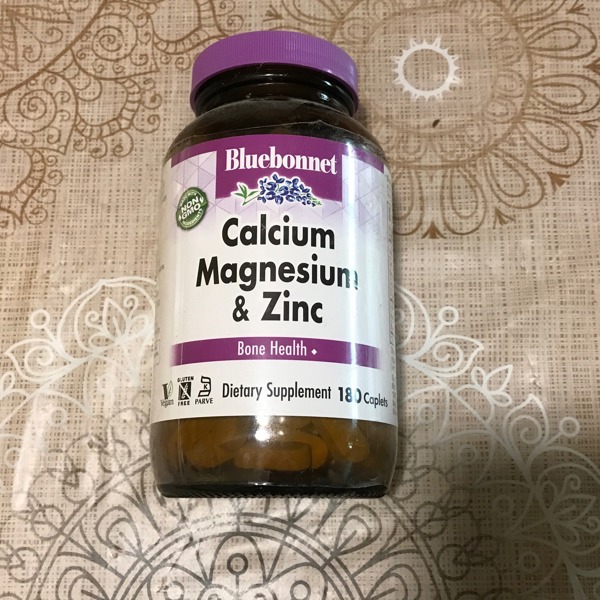 Bluebonnet
NON
GMO
Calcium
Magnesium
& Zinc
Bone Health
Vegan
GLUTEN
FREE
K
PARVE
Dietary Supplement 180 Caplets